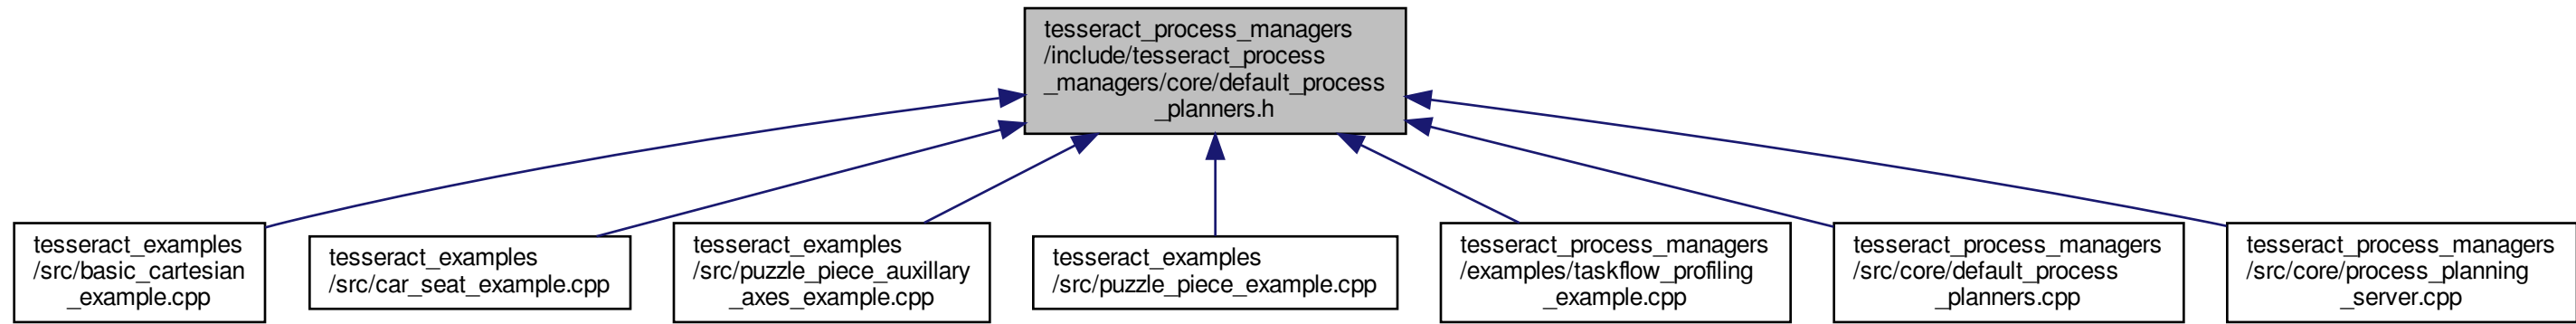 tesseract_process_managers
/include/tesseract_process
_managers/core/default_process
_planners.h
tesseract_examples
/src/basic_cartesian
_example.cpp
tesseract_examples
/src/car_seat_example.cpp
tesseract_examples
/src/puzzle_piece_auxillary
_axes_example.cpp
tesseract_examples
/src/puzzle_piece_example.cpp
tesseract_process_managers
/examples/taskflow_profiling
_example.cpp
tesseract_process_managers
/src/core/default_process
_planners.cpp
tesseract_process_managers
/src/core/process_planning
_server.cpp